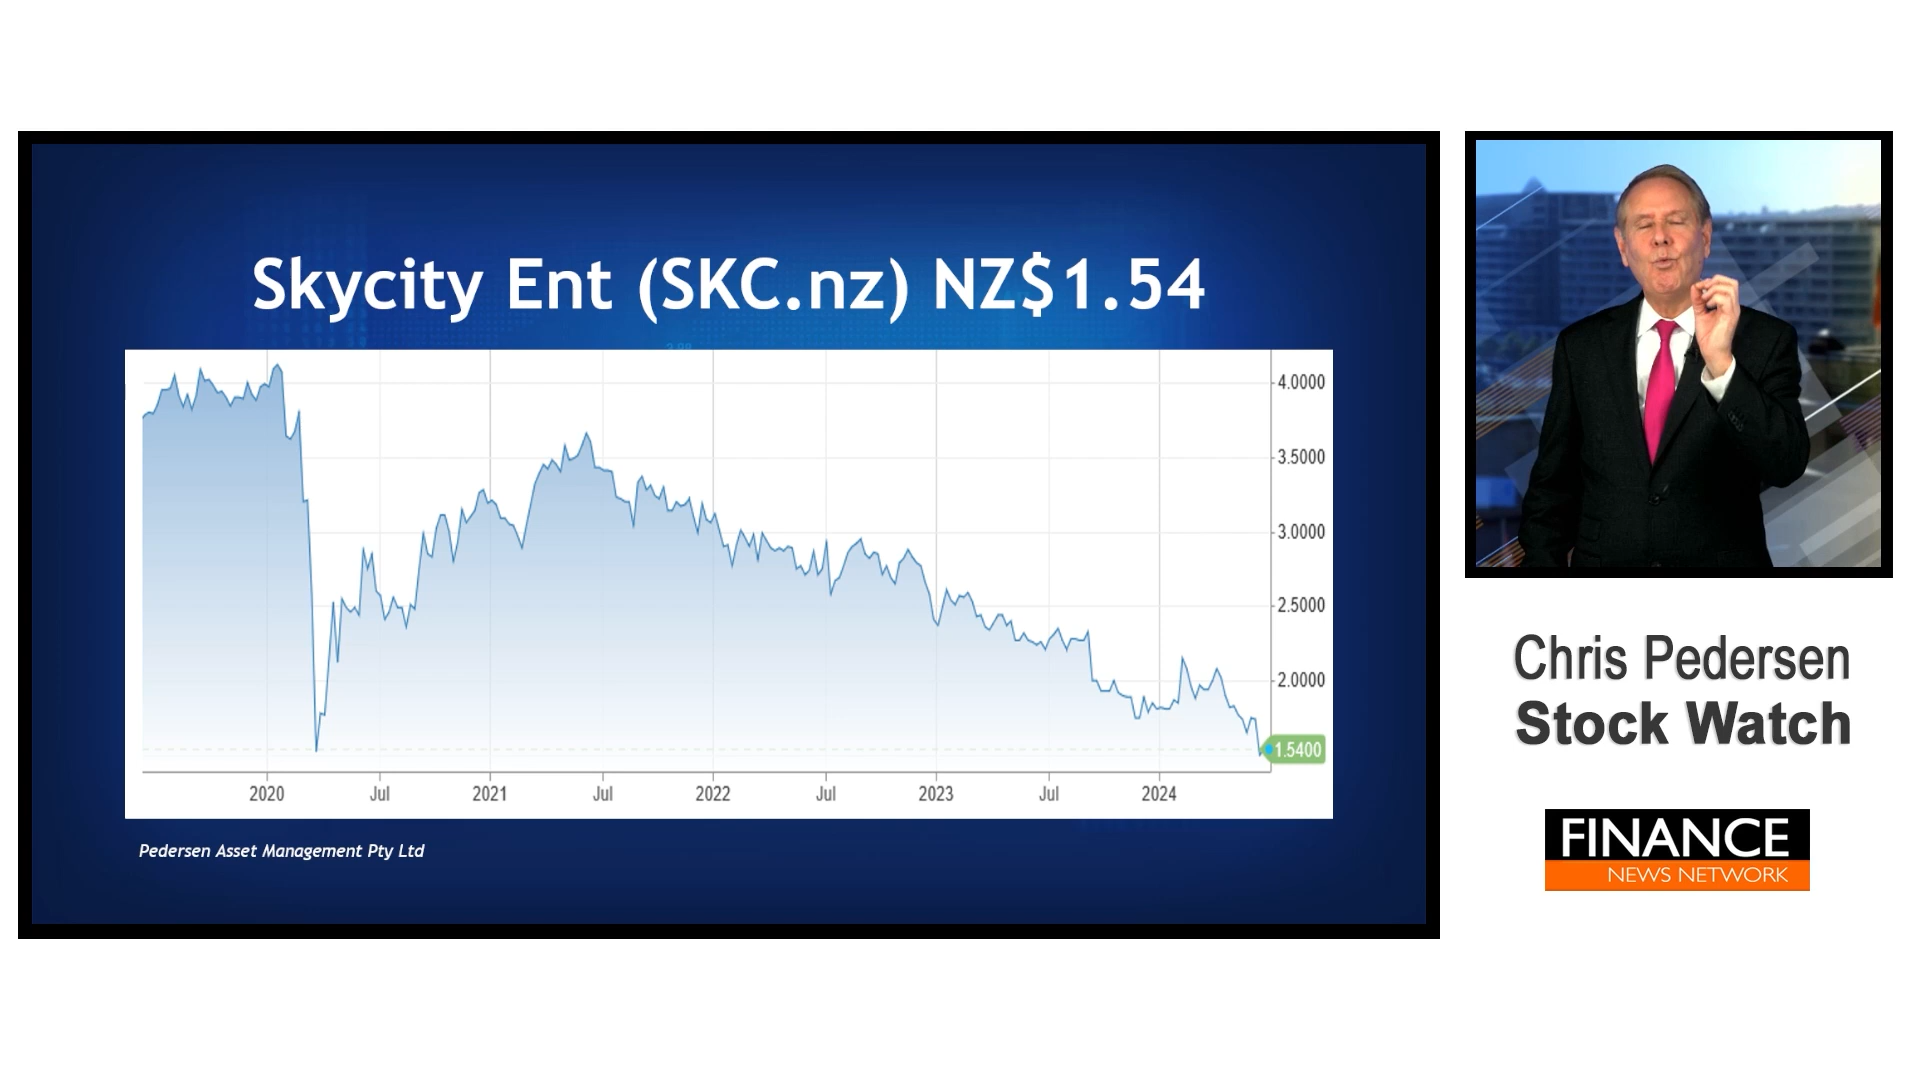 Skycity Ent (SKC.nz) NZ$1.54
4.0000
3.5000
3.0000
2.5000
2.0000
1.5400
2020 Jul 2021 Jul 2022 Jul 2023 Jul 2024
Pedersen Asset Management Pty Ltd
Chris Pedersen
Stock Watch
FINANCE
NEWS NETWORK